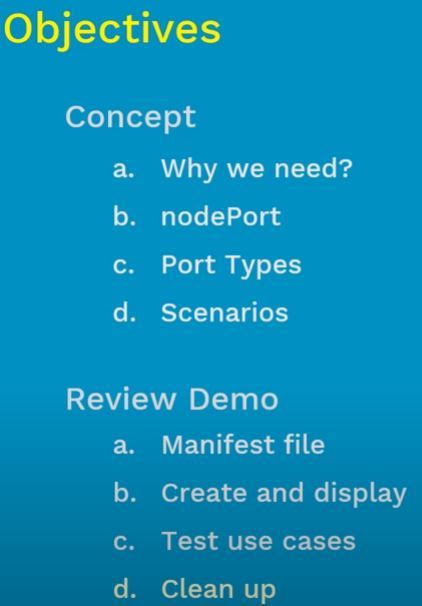 Objectives
Concept
a. Why we need?
b. nodePort
c. Port Types
d. Scenarios
Review Demo
a. Manifest file
b. Create and display
c. Test use cases
d. Clean up